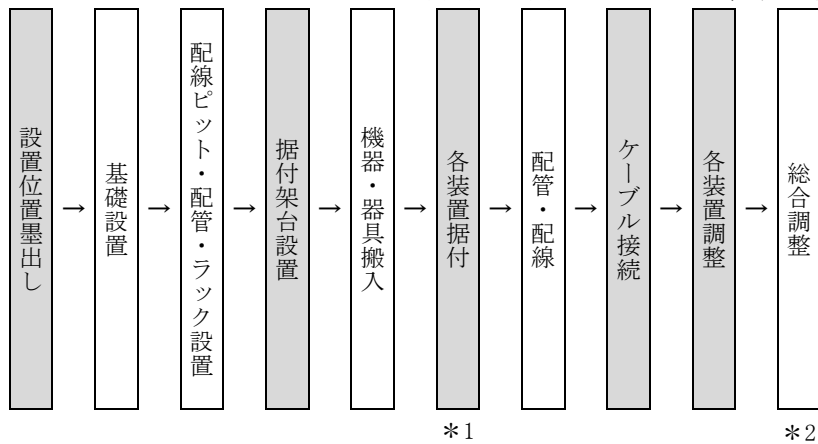 設置位置墨出し
→
基礎設置
→
配線ピット・配管・ラック設置
→
据付架台設置
→
機器・器具搬入
→
各装置据付
→
配管・配線
→
ケーブル接続
→
各装置調整
→
総合調整
＊1
＊2